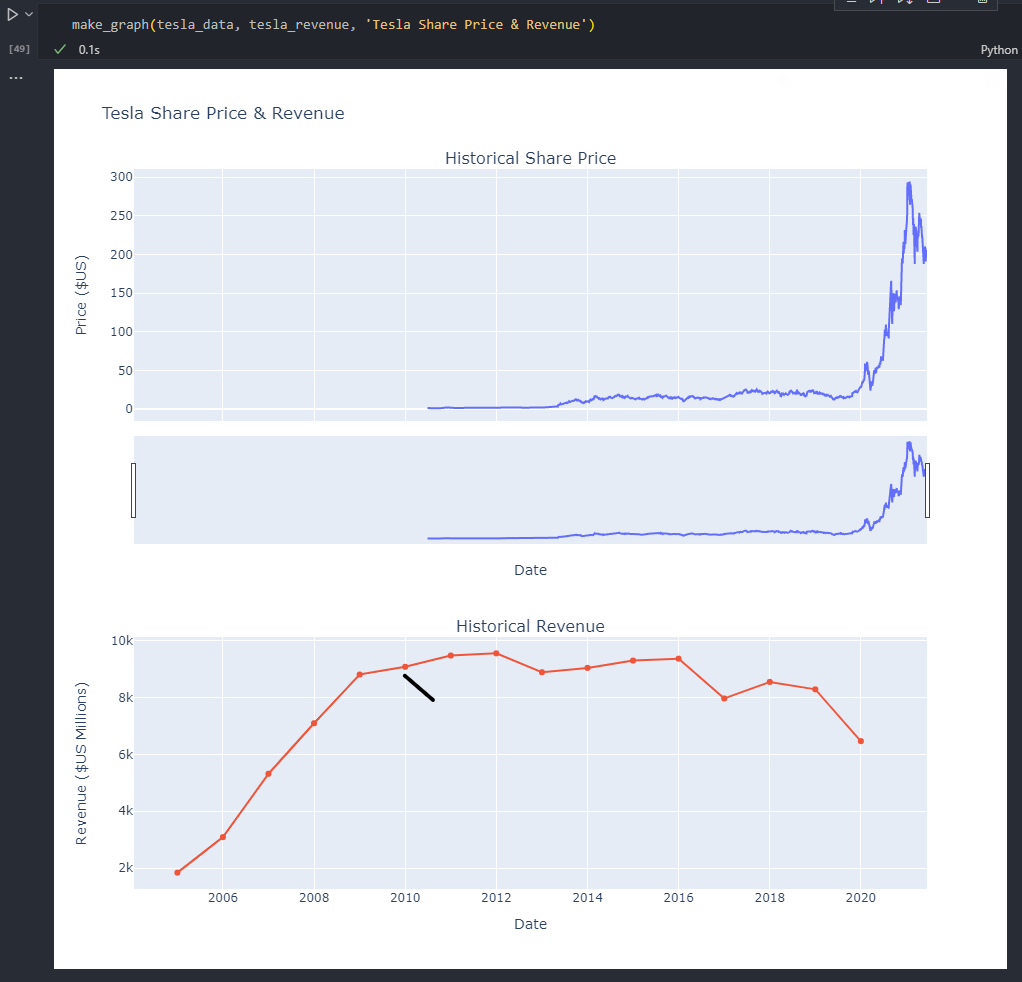 make_graph(tesla_data, tesla_revenue, 'Tesla Share Price & Revenue')
[49]
0.1s
Python
Tesla Share Price & Revenue
Historical Share Price
300
250
200
150
100
50
0
Price ($US)
Date
Historical Revenue
10k
8k
6k
4k
2k
Revenue ($US Millions)
2006 2008 2010 2012 2014 2016 2018 2020
Date